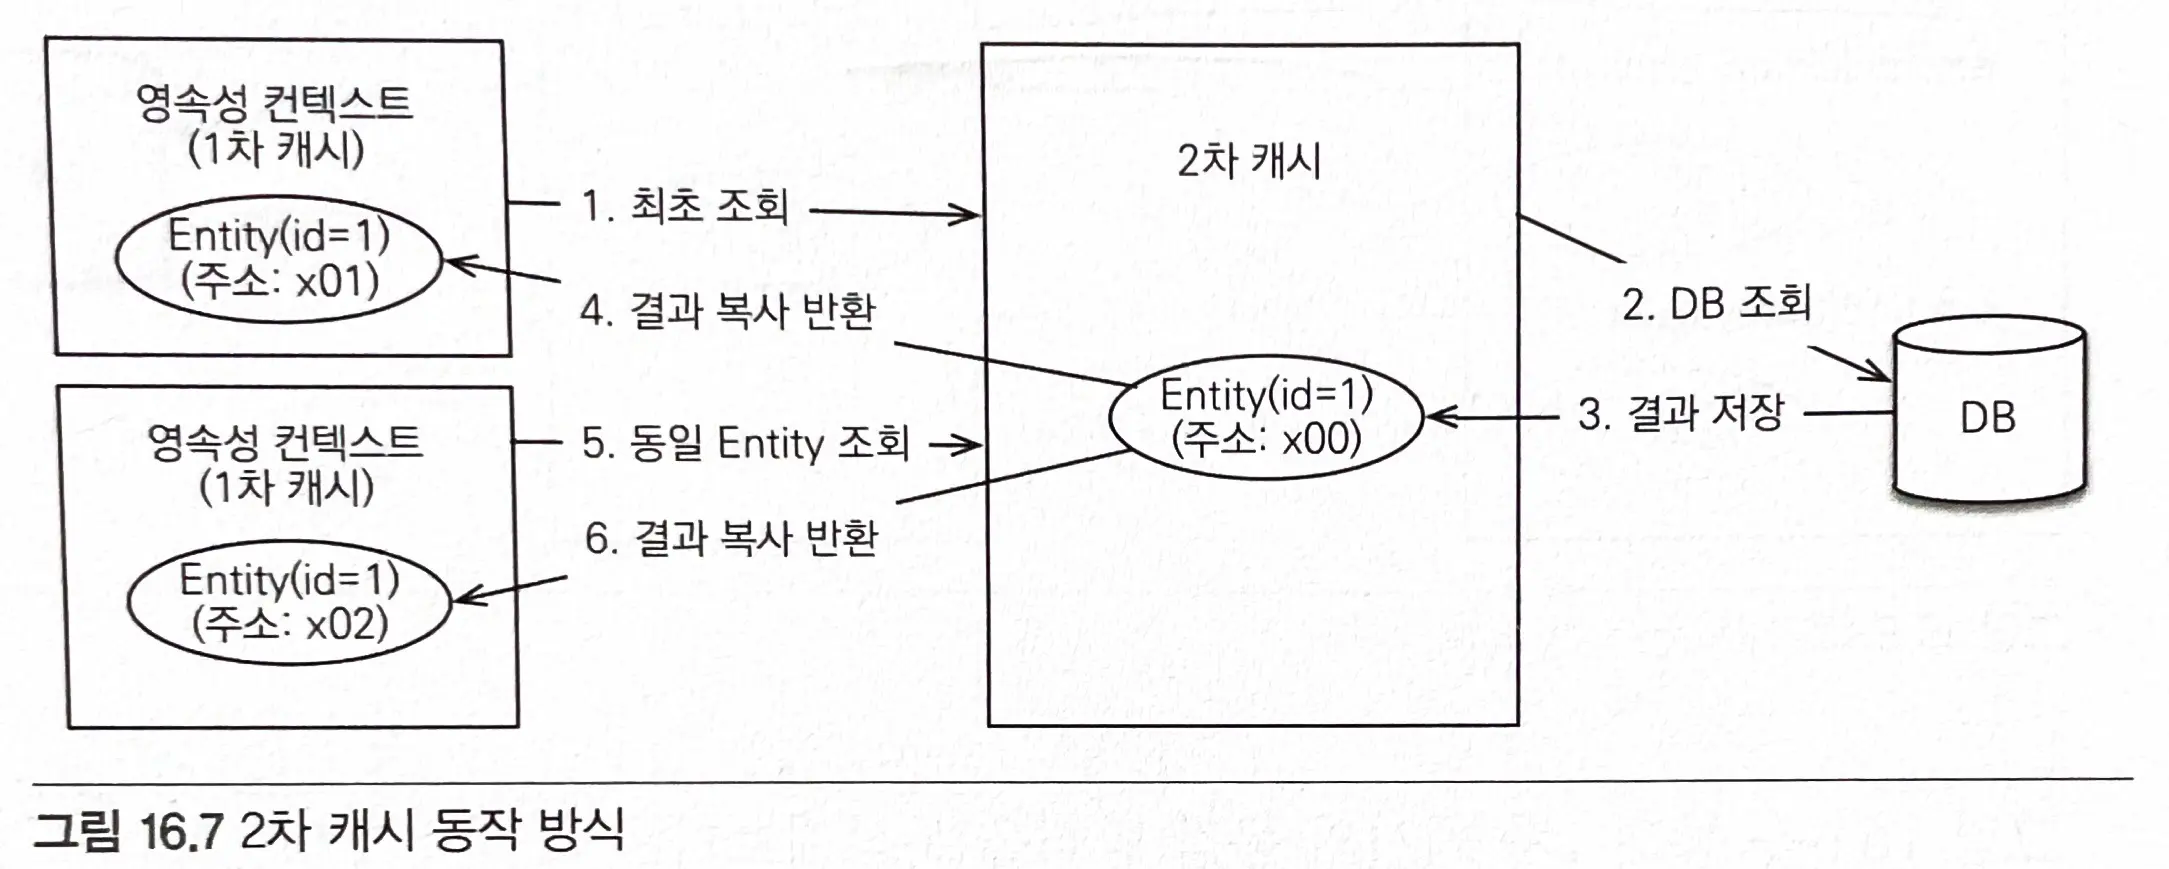 영속성 컨텍스트
(1차 캐시)
Entity(id=1)
(주소: x01)
1. 최초 조회
4. 결과 복사 반환
영속성 컨텍스트
(1차 캐시)
Entity(id=1)
(주소: x02)
5. 동일 Entity 조회
6. 결과 복사 반환
2차 캐시
Entity(id=1)
(주소: x00)
2. DB 조회
3. 결과 저장
DB
그림 16.7 2차 캐시 동작 방식